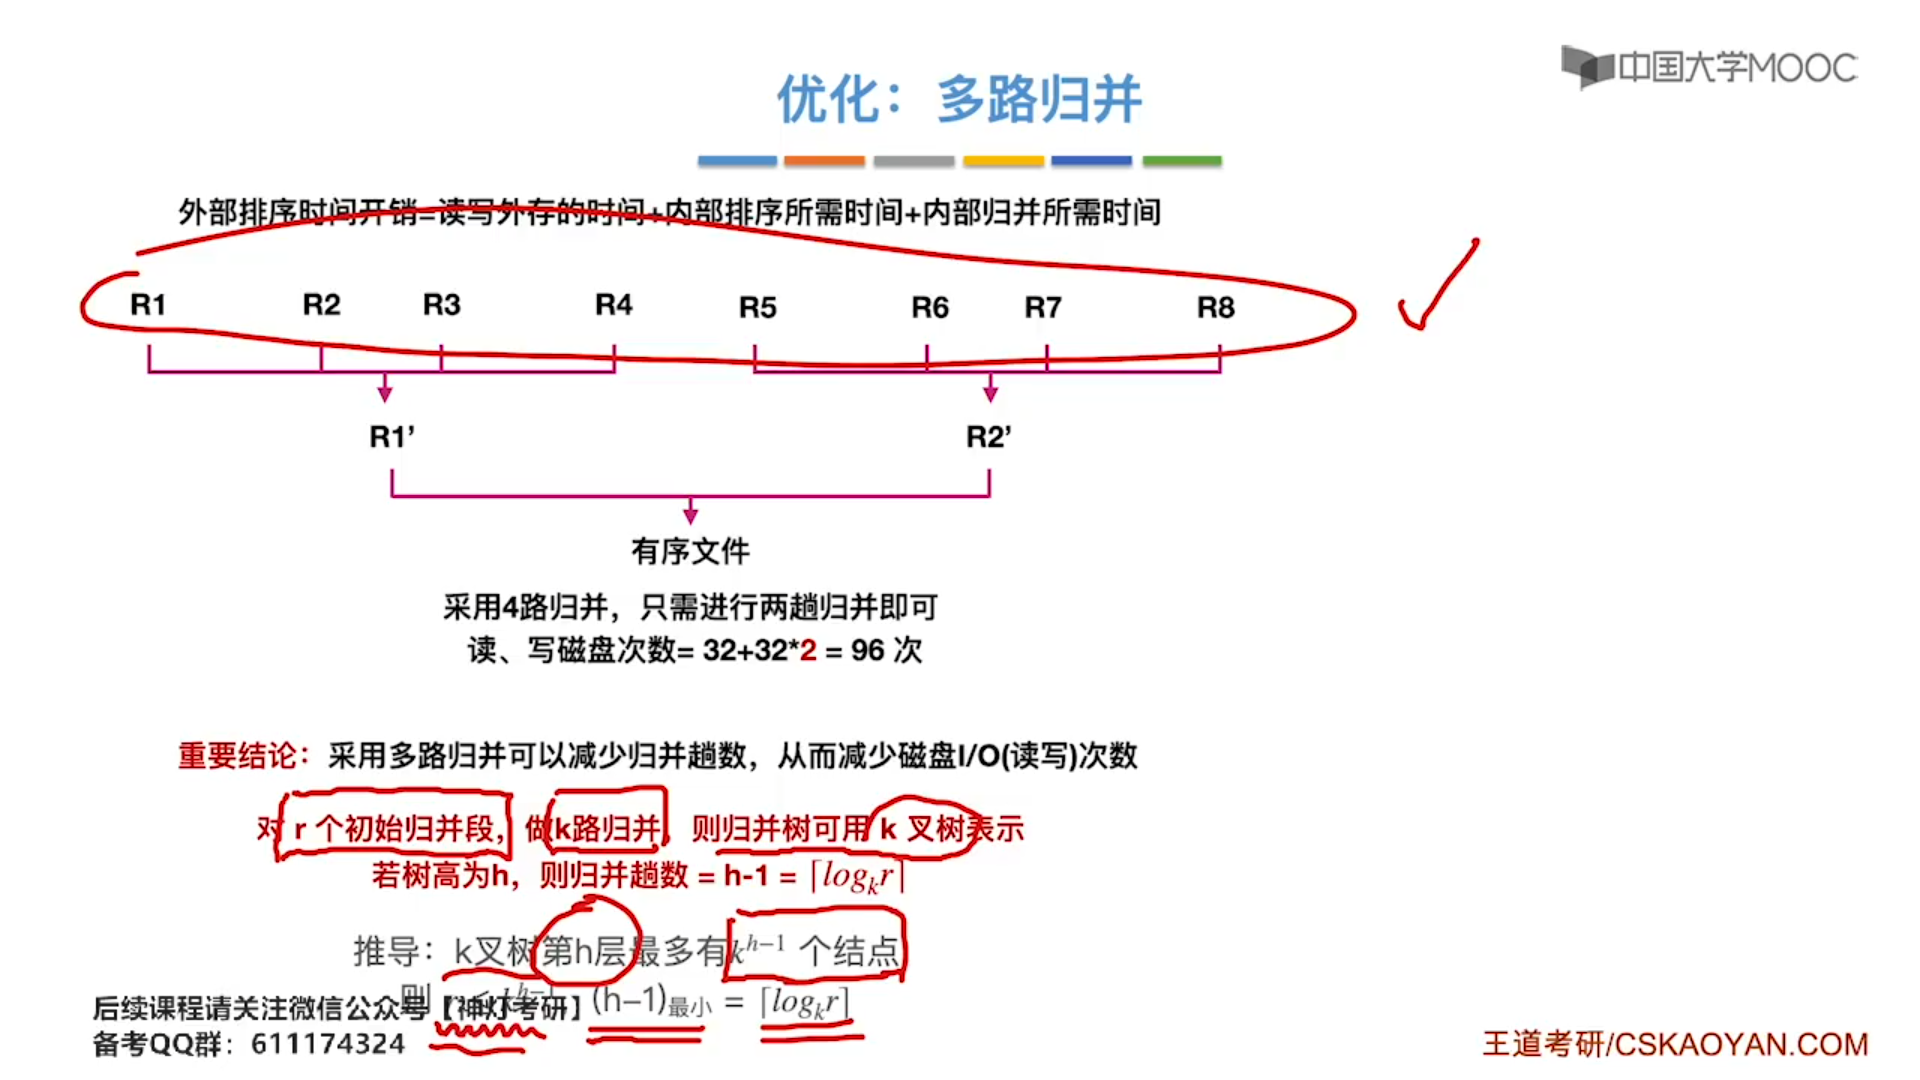 中国大学MOOC
优化：多路归并
外部排序时间开销=读写外存的时间+内部排序所需时间+内部归并所需时间
R1 R2 R3 R4 R5 R6 R7 R8
R1’ R2’
有序文件
采用4路归并，只需进行两趟归并即可
读、写磁盘次数= 32+32*2 = 96 次
重要结论：采用多路归并可以减少归并趟数，从而减少磁盘I/O(读写)次数
对 r 个初始归并段，做k路归并，则归并树可用 k 叉树表示
若树高为h，则归并趟数 = h-1 = ⌈logₖr⌉
推导：k叉树第h层最多有kʰ⁻¹ 个结点
则 (h−1)最小 = ⌈logₖr⌉
后续课程请关注微信公众号【神灯考研】
备考QQ群：611174324
王道考研/CSKAOYAN.COM